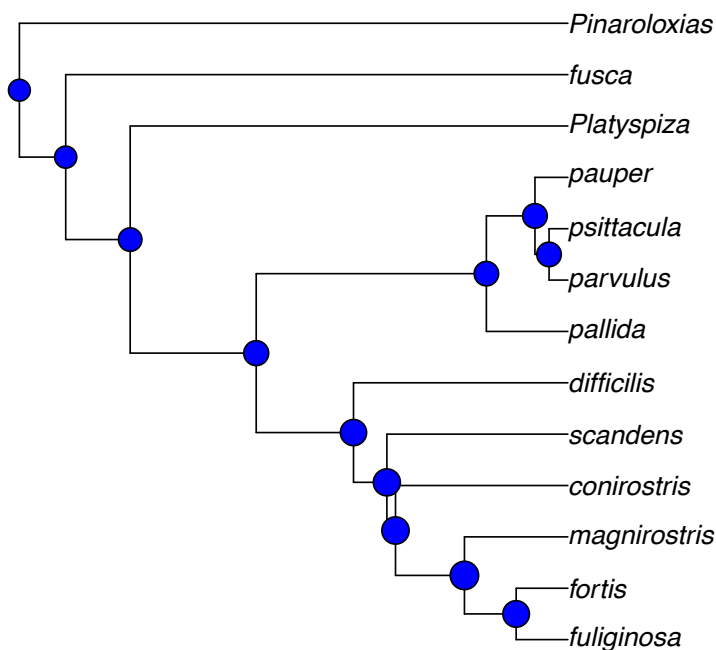 Pinaroloxias
fusca
Platyspiza
pauper
psittacula
parvulus
pallida
difficilis
scandens
conirostris
magnirostris
fortis
fuliginosa